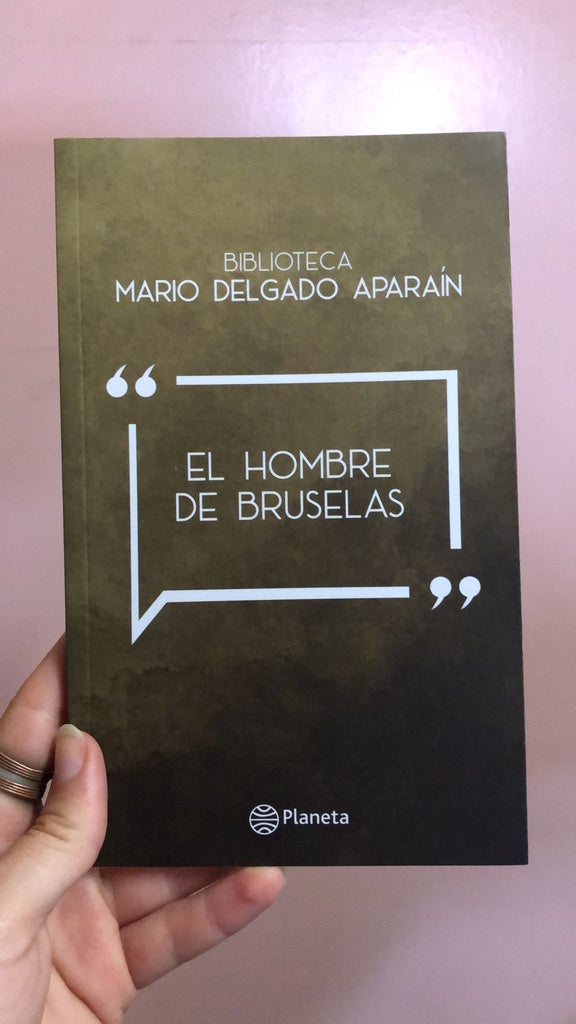 BIBLIOTECA
MARIO DELGADO APARAÍN
“
EL HOMBRE
DE BRUSELAS
”
Planeta